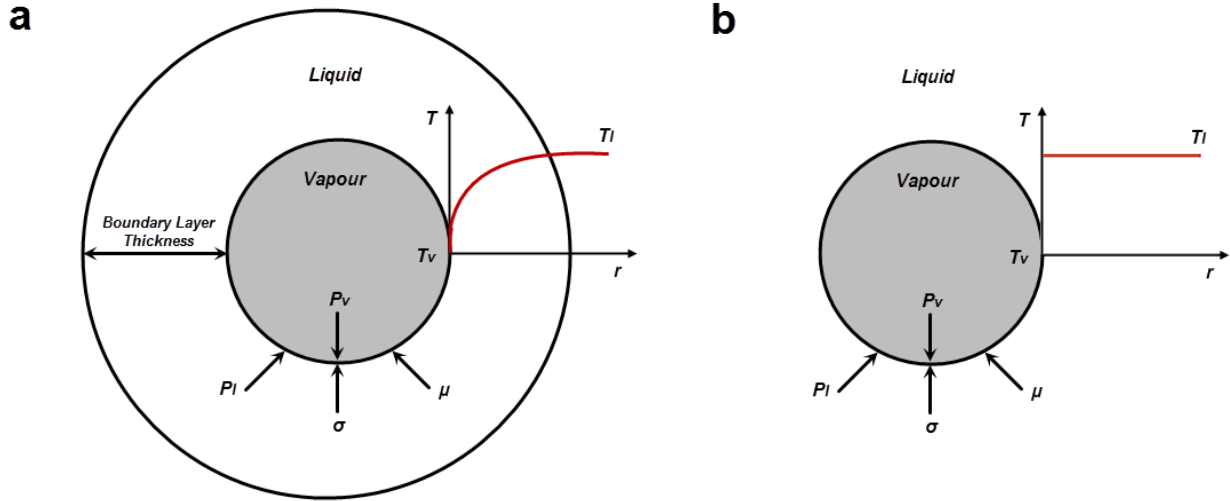 a
Liquid
T
Tl
Vapour
Boundary Layer
Thickness
Tv
r
Pv
Pl
μ
σ
b
Liquid
T
Tl
Vapour
Tv
r
Pv
Pl
μ
σ